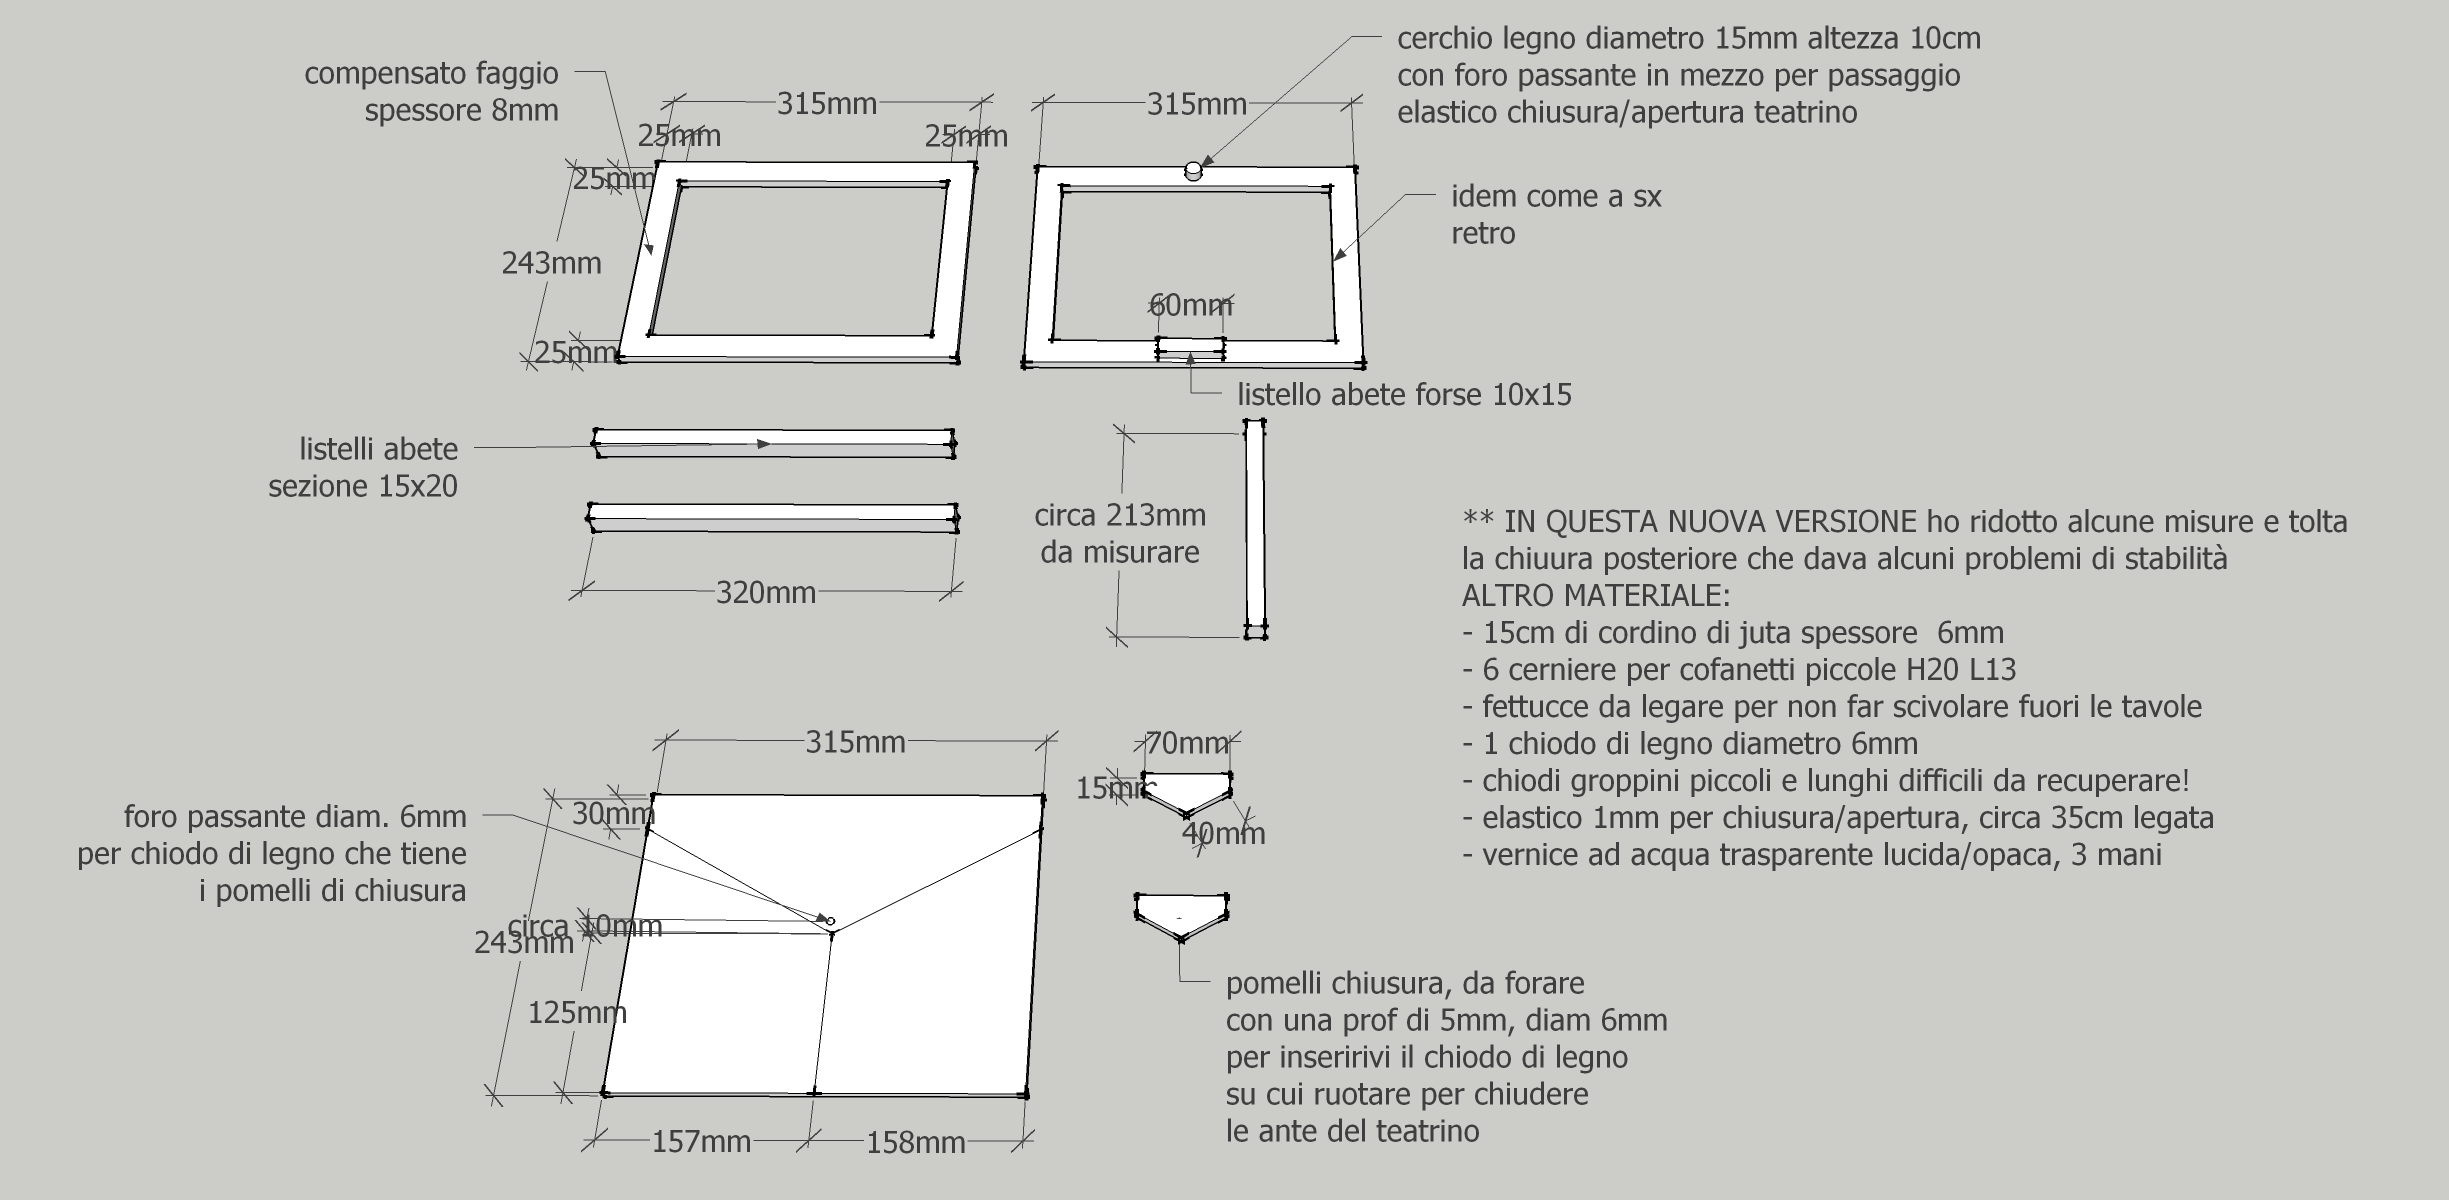 compensato faggio
spessore 8mm
315mm
25mm
25mm
25mm
243mm
25mm
315mm
cerchio legno diametro 15mm altezza 10cm
con foro passante in mezzo per passaggio
elastico chiusura/apertura teatrino
idem come a sx
retro
60mm
listello abete forse 10x15
listelli abete
sezione 15x20
320mm
circa 213mm
da misurare
** IN QUESTA NUOVA VERSIONE ho ridotto alcune misure e tolta
la chiuura posteriore che dava alcuni problemi di stabilità
ALTRO MATERIALE:
- 15cm di cordino di juta spessore  6mm
- 6 cerniere per cofanetti piccole H20 L13
- fettucce da legare per non far scivolare fuori le tavole
- 1 chiodo di legno diametro 6mm
- chiodi groppini piccoli e lunghi difficili da recuperare!
- elastico 1mm per chiusura/apertura, circa 35cm legata
- vernice ad acqua trasparente lucida/opaca, 3 mani
315mm
30mm
foro passante diam. 6mm
per chiodo di legno che tiene
i pomelli di chiusura
circa 10mm
243mm
125mm
157mm
158mm
70mm
15mm
40mm
pomelli chiusura, da forare
con una prof di 5mm, diam 6mm
per inseririvi il chiodo di legno
su cui ruotare per chiudere
le ante del teatrino